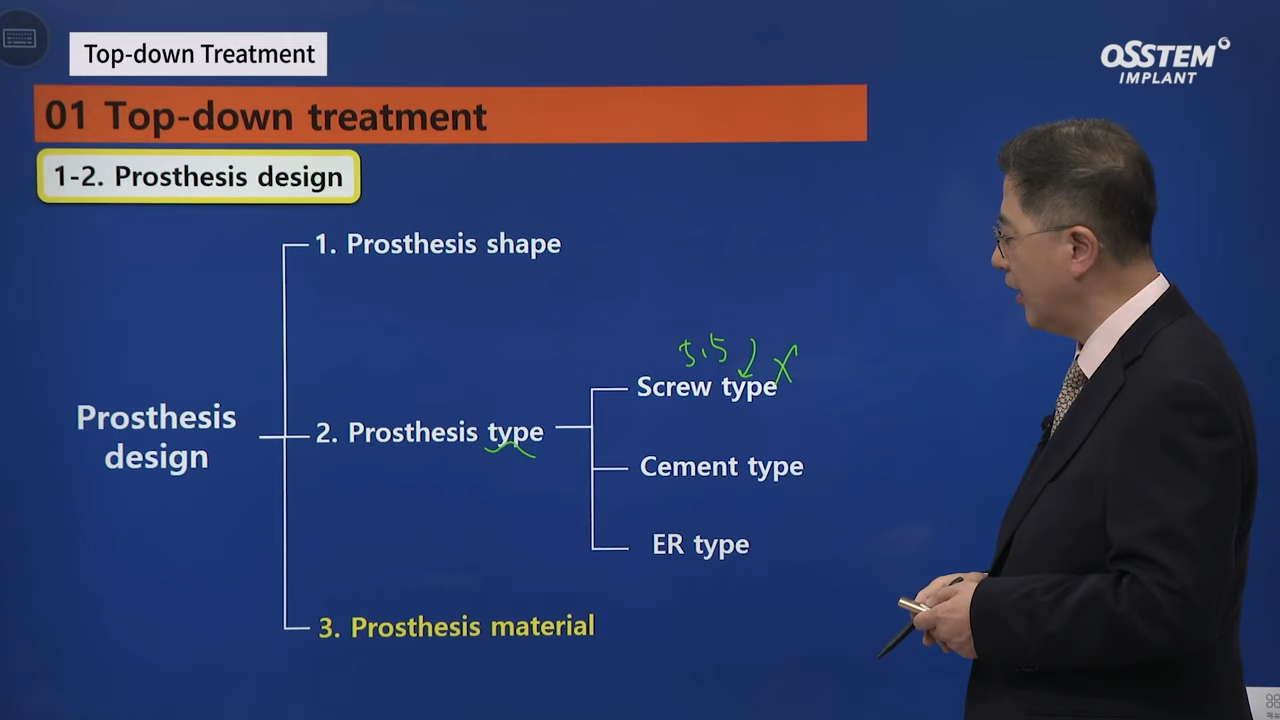 Top-down Treatment
OSSTEM
IMPLANT
01 Top-down treatment
1-2. Prosthesis design
1. Prosthesis shape
Screw type
Prosthesis
design
2. Prosthesis type
Cement type
ER type
3. Prosthesis material